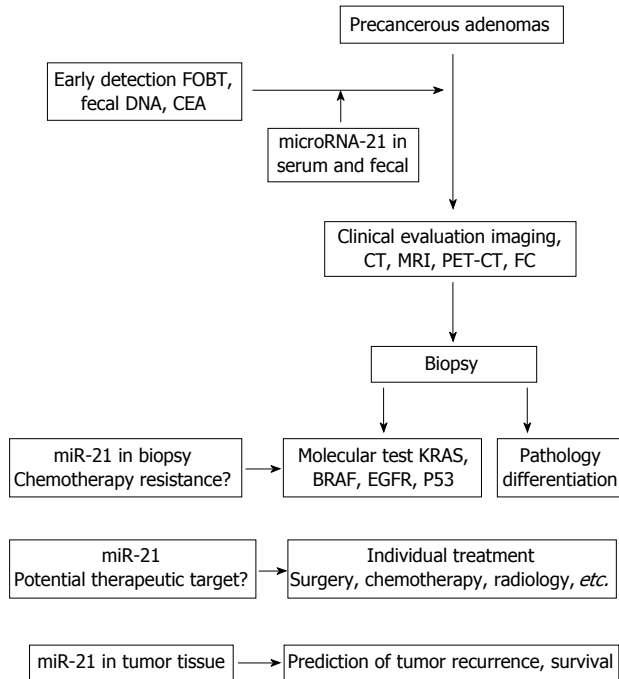 Precancerous adenomas
Early detection FOBT,
fecal DNA, CEA
microRNA-21 in
serum and fecal
Clinical evaluation imaging,
CT, MRI, PET-CT, FC
Biopsy
miR-21 in biopsy
Chemotherapy resistance?
Molecular test KRAS,
BRAF, EGFR, P53
Pathology
differentiation
miR-21
Potential therapeutic target?
Individual treatment
Surgery, chemotherapy, radiology, etc.
miR-21 in tumor tissue
Prediction of tumor recurrence, survival